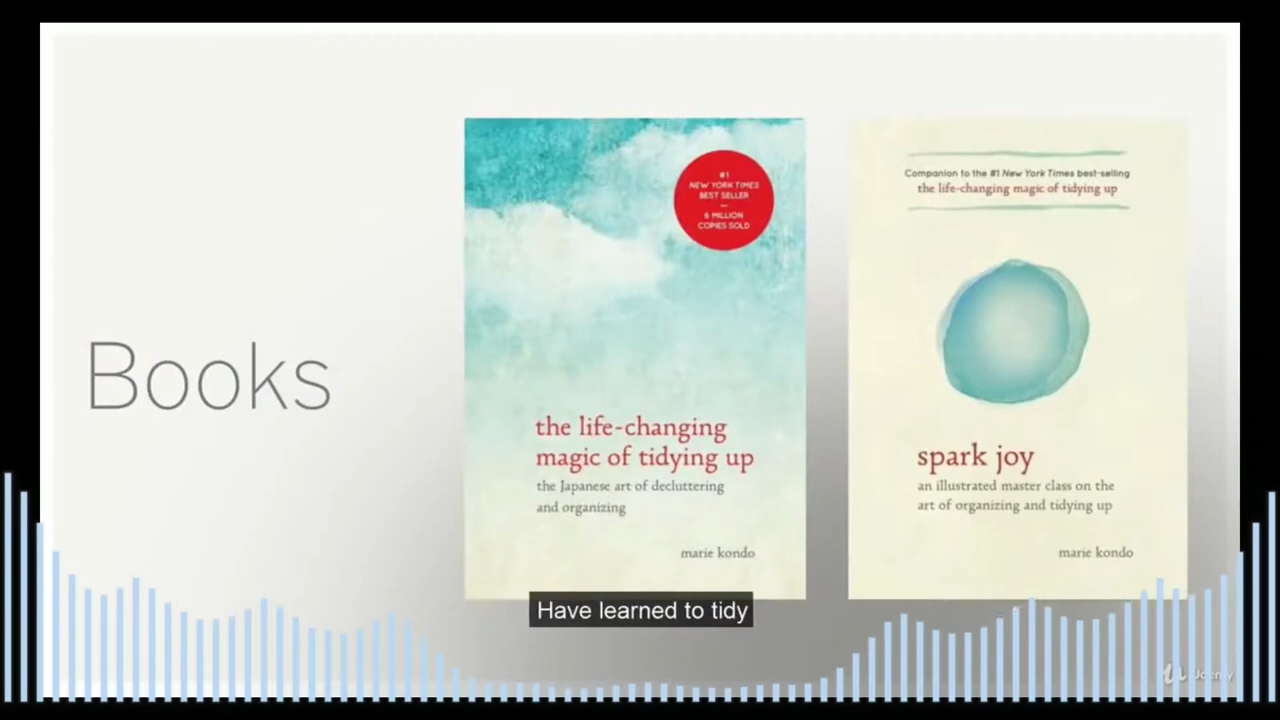 Books
#1
NEW YORK TIMES
BEST SELLER
—
6 MILLION
COPIES SOLD
the life-changing
magic of tidying up
the Japanese art of decluttering
and organizing
marie kondo
Companion to the #1 New York Times best-selling
the life-changing magic of tidying up
spark joy
an illustrated master class on the
art of organizing and tidying up
marie kondo
Have learned to tidy
Udemy